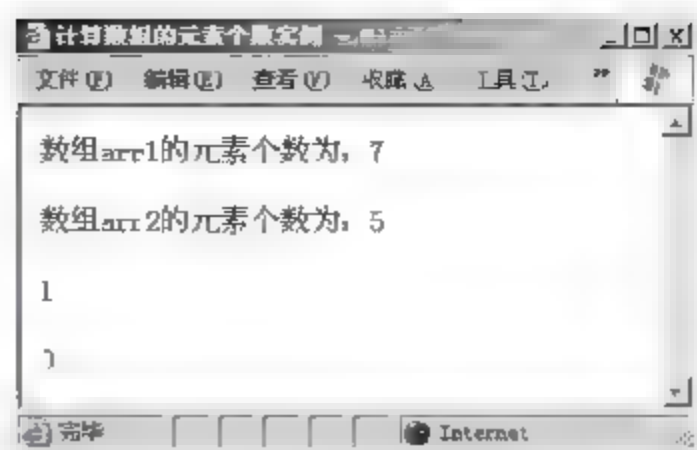 计算数组的元素个数实例
文件(F) 编辑(E) 查看(V) 收藏(A) 工具(T) »
数组arr1的元素个数为：7
数组arr2的元素个数为：5
1
0
完毕 Internet